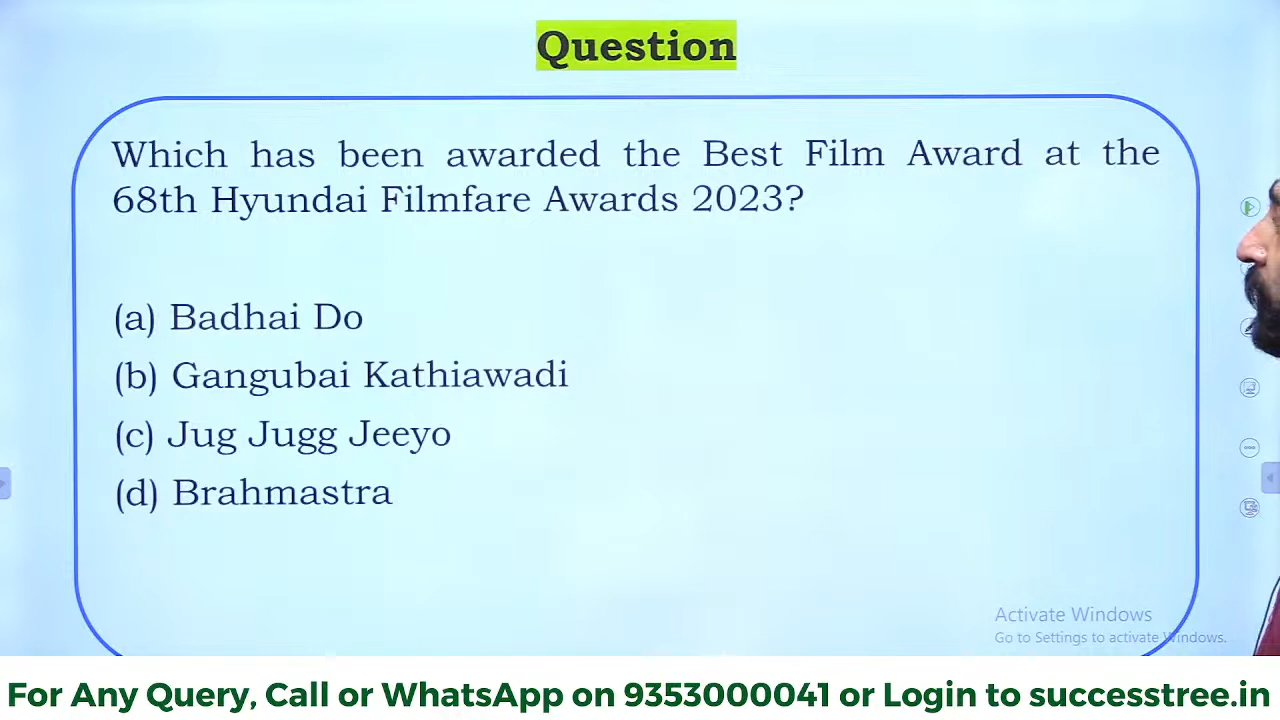 Question
Which has been awarded the Best Film Award at the
68th Hyundai Filmfare Awards 2023?
(a) Badhai Do
(b) Gangubai Kathiawadi
(c) Jug Jugg Jeeyo
(d) Brahmastra
Activate Windows
Go to Settings to activate Windows.
For Any Query, Call or WhatsApp on 9353000041 or Login to successtree.in